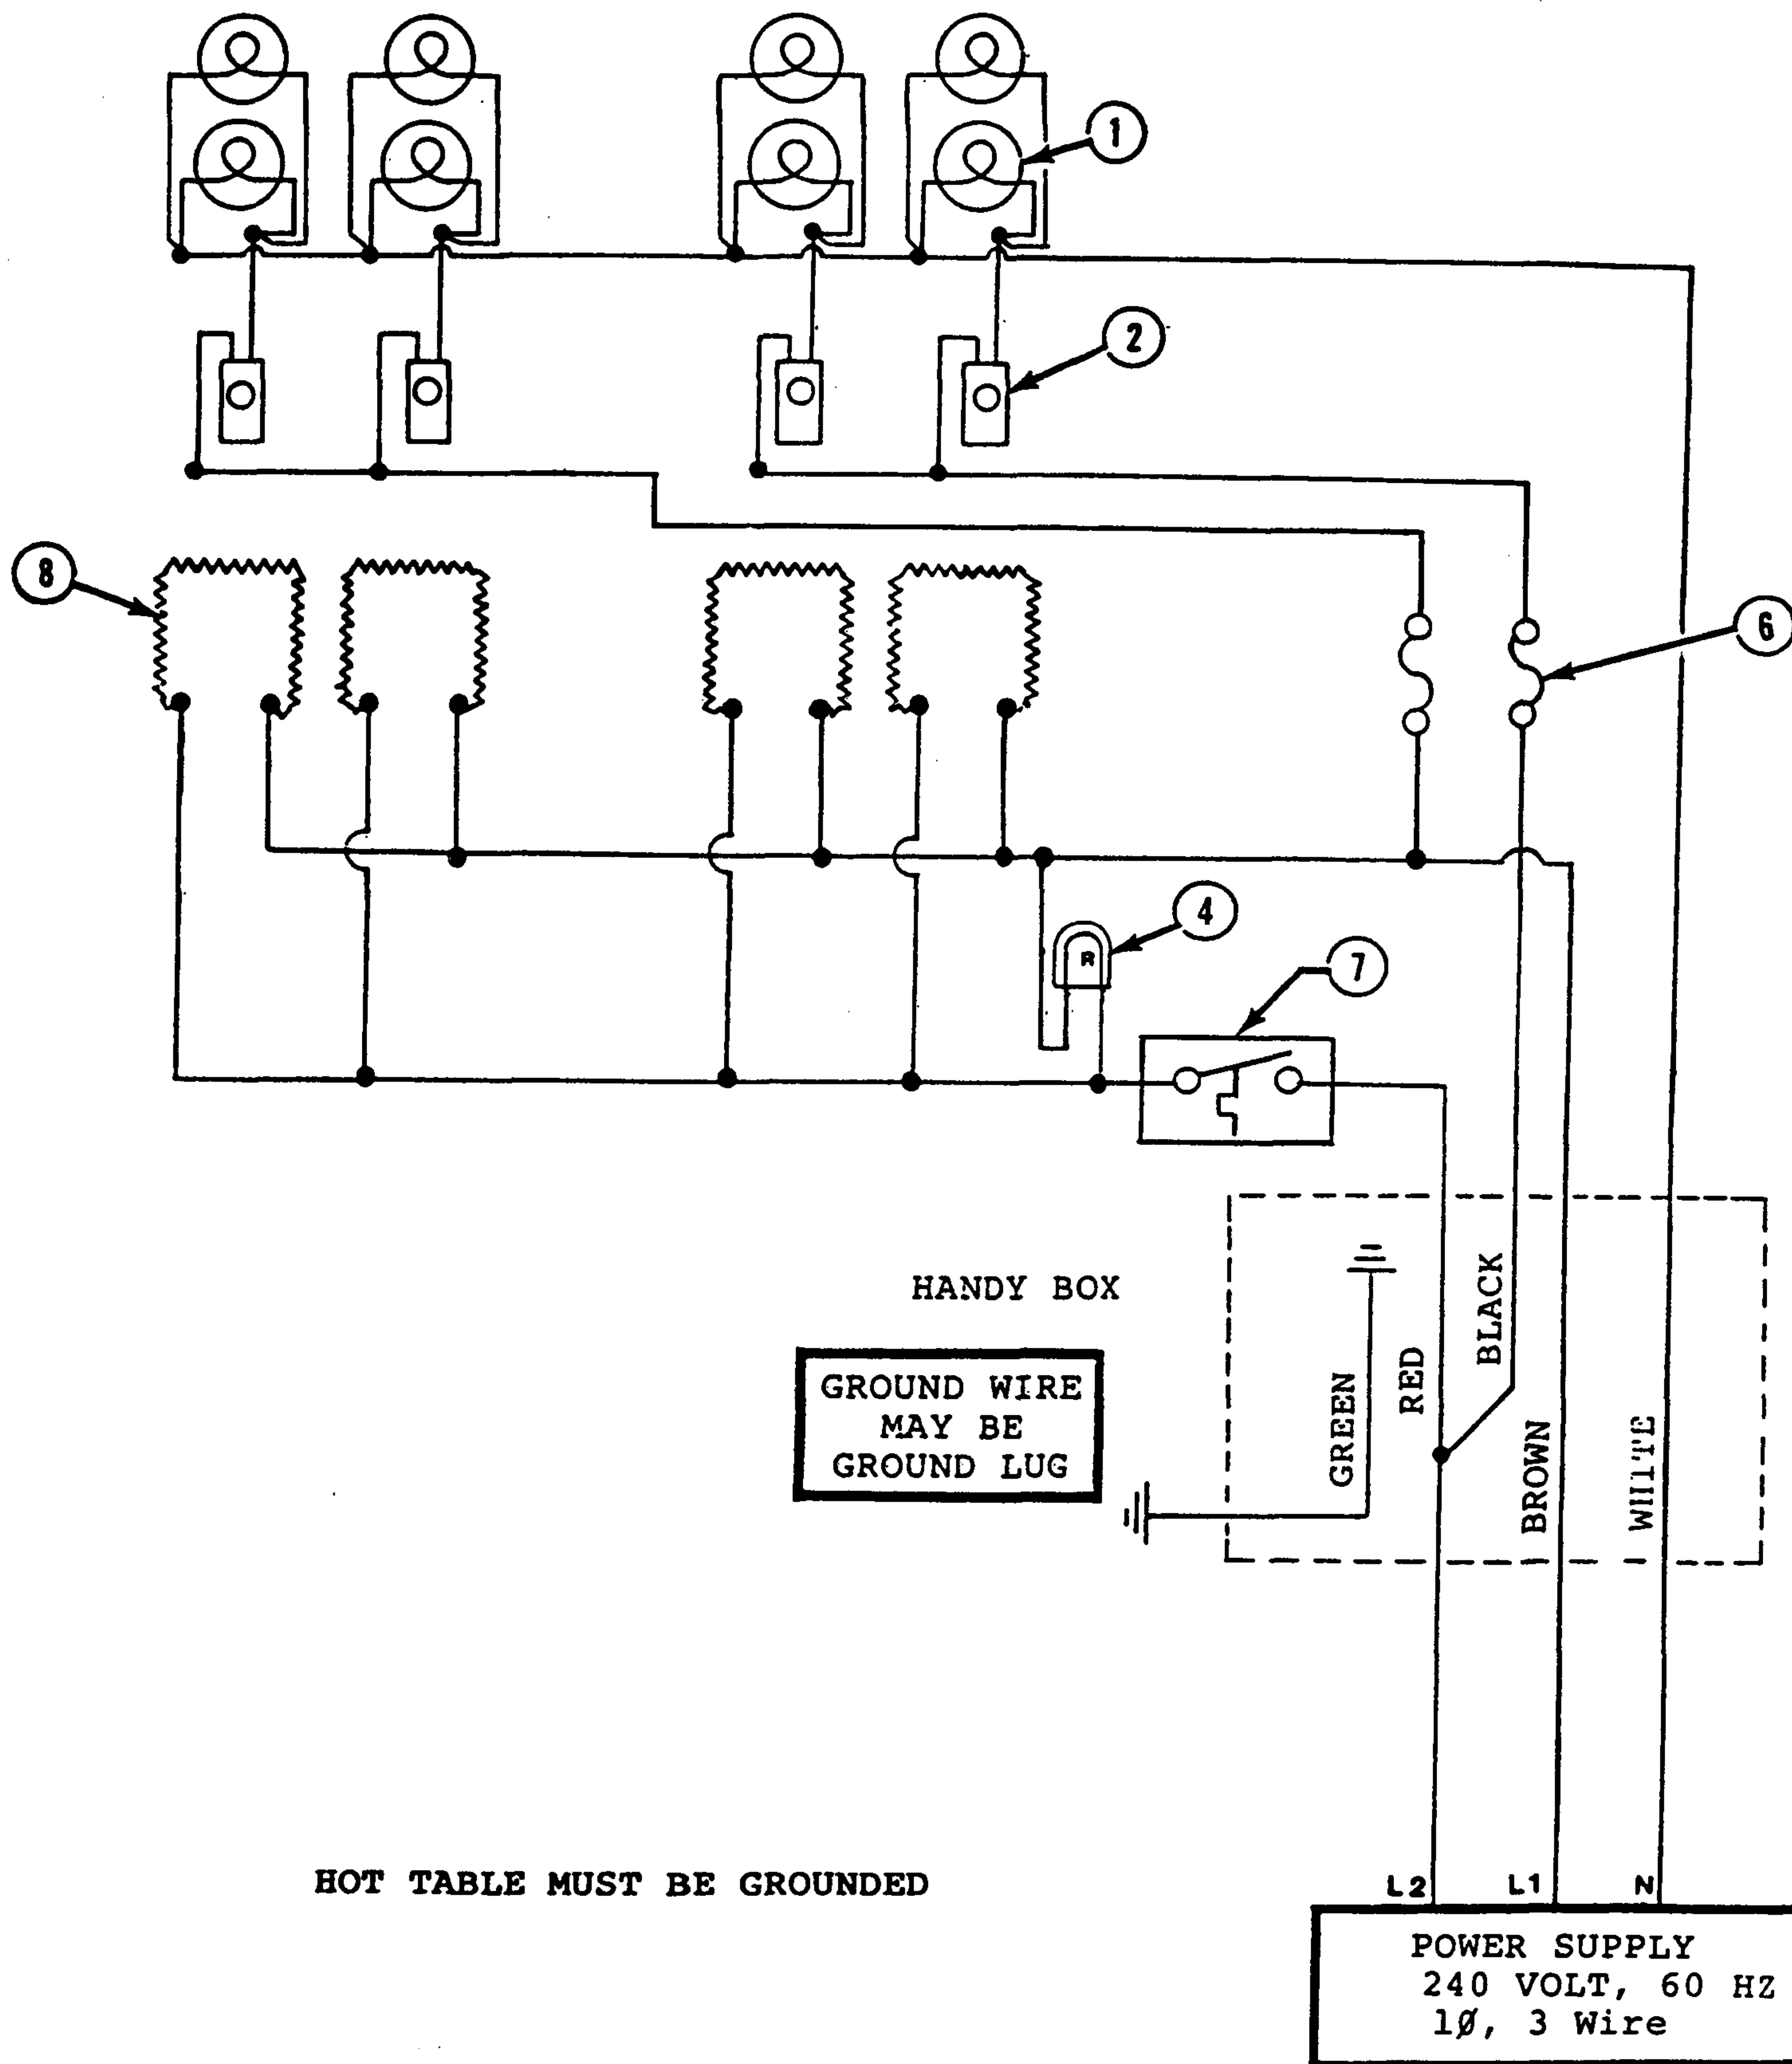 1
2
8
6
4
R
7
HANDY BOX
GROUND WIRE
MAY BE
GROUND LUG
GREEN
RED
BLACK
BROWN
WHITE
HOT TABLE MUST BE GROUNDED
L2
L1
N
POWER SUPPLY
240 VOLT, 60 HZ
1Ø, 3 Wire